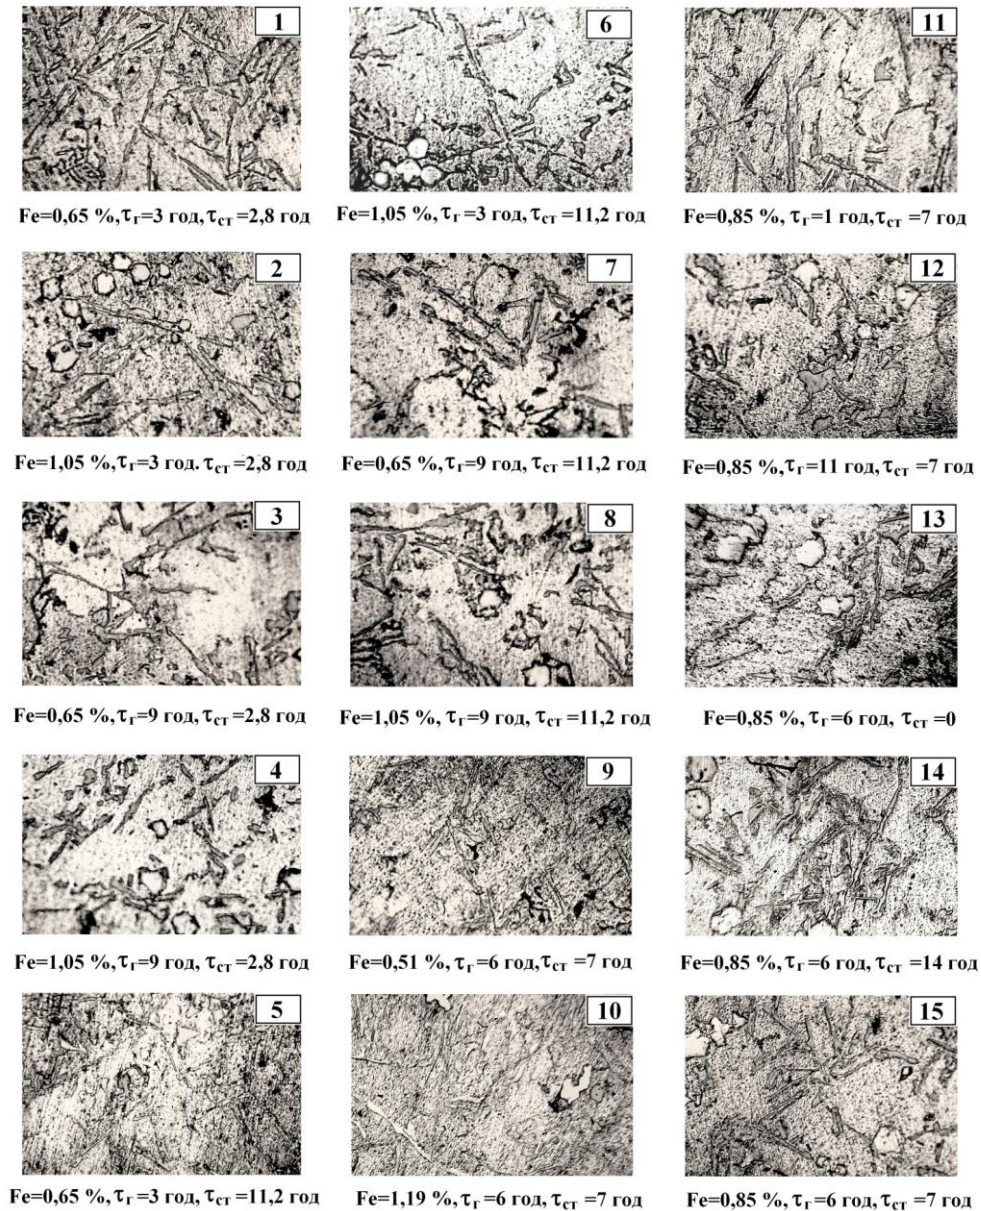 1
6
11
Fe=0,65 %, τг=3 год, τст=2,8 год
Fe=1,05 %, τг=3 год, τст=11,2 год
Fe=0,85 %, τг=1 год, τст=7 год
2
7
12
Fe=1,05 %, τг=3 год. τст=2,8 год
Fe=0,65 %, τг=9 год, τст=11,2 год
Fe=0,85 %, τг=11 год, τст=7 год
3
8
13
Fe=0,65 %, τг=9 год, τст=2,8 год
Fe=1,05 %, τг=9 год, τст=11,2 год
Fe=0,85 %, τг=6 год, τст=0
4
9
14
Fe=1,05 %, τг=9 год, τст=2,8 год
Fe=0,51 %, τг=6 год, τст=7 год
Fe=0,85 %, τг=6 год, τст=14 год
5
10
15
Fe=0,65 %, τг=3 год, τст=11,2 год
Fe=1,19 %, τг=6 год, τст=7 год
Fe=0,85 %, τг=6 год, τст=7 год